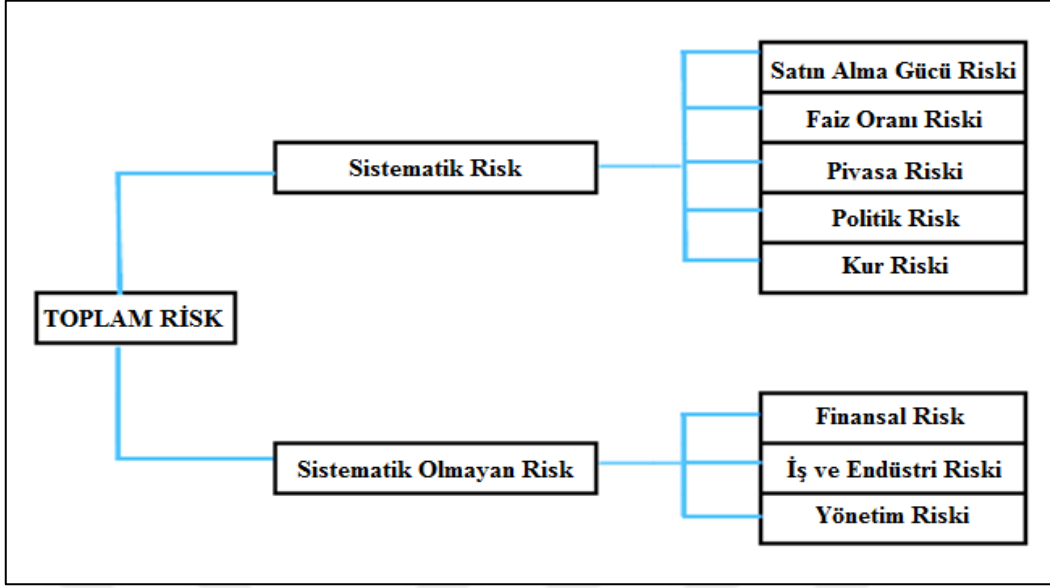 Satın Alma Gücü Riski
Faiz Oranı Riski
Sistematik Risk
Pivasa Riski
Politik Risk
Kur Riski
TOPLAM RİSK
Finansal Risk
Sistematik Olmayan Risk
İş ve Endüstri Riski
Yönetim Riski